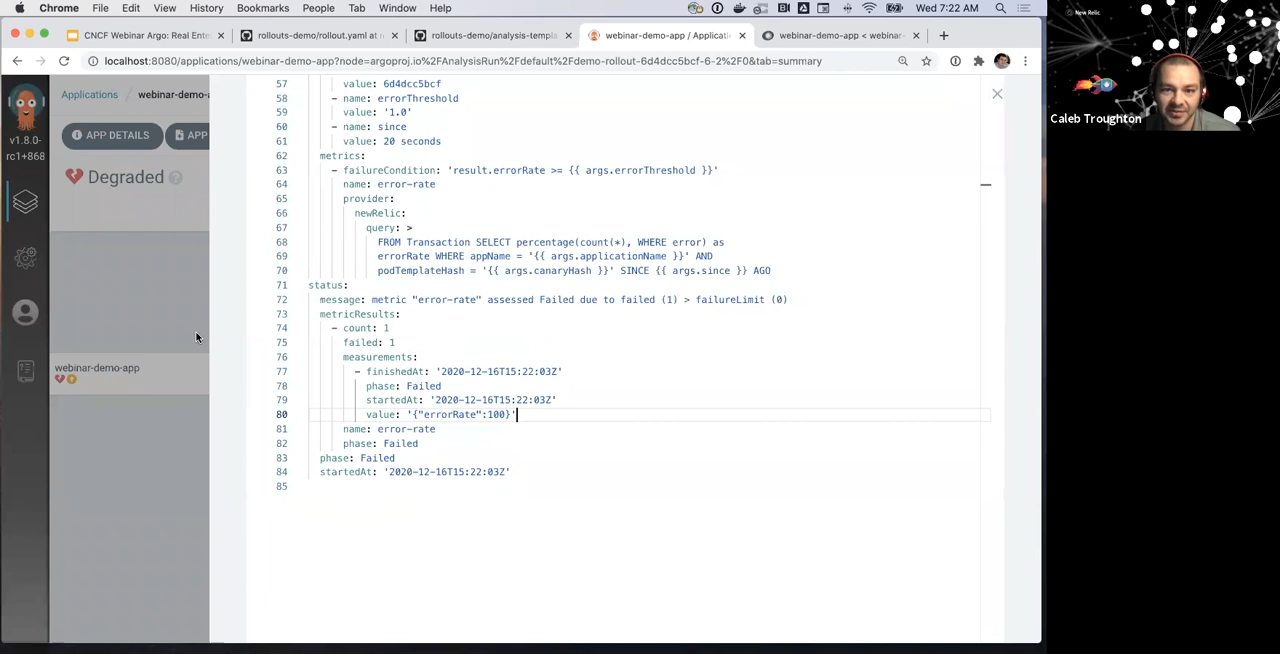 Chrome File Edit View History Bookmarks People Tab Window Help Wed 7:22 AM
CNCF Webinar Argo: Real Ente
rollouts-demo/rollout.yaml at
rollouts-demo/analysis-templa
webinar-demo-app / Applicati
webinar-demo-app < webinar-
localhost:8080/applications/webinar-demo-app?node=argoproj.io%2FAnalysisRun%2Fdefault%2Fdemo-rollout-6d4dcc5bcf-6-2%2F0&tab=summary
New Relic
Caleb Troughton
v1.8.0-
rc1+868
Applications / webinar-demo-a
APP DETAILS
APP
Degraded
webinar-demo-app
57 value: 6d4dcc5bcf
58 - name: errorThreshold
59 value: '1.0'
60 - name: since
61 value: 20 seconds
62 metrics:
63 - failureCondition: 'result.errorRate >= {{ args.errorThreshold }}'
64 name: error-rate
65 provider:
66 newRelic:
67 query: >
68 FROM Transaction SELECT percentage(count(*), WHERE error) as
69 errorRate WHERE appName = '{{ args.applicationName }}' AND
70 podTemplateHash = '{{ args.canaryHash }}' SINCE {{ args.since }} AGO
71 status:
72 message: metric "error-rate" assessed Failed due to failed (1) > failureLimit (0)
73 metricResults:
74 - count: 1
75 failed: 1
76 measurements:
77 - finishedAt: '2020-12-16T15:22:03Z'
78 phase: Failed
79 startedAt: '2020-12-16T15:22:03Z'
80 value: '{"errorRate":100}'
81 name: error-rate
82 phase: Failed
83 phase: Failed
84 startedAt: '2020-12-16T15:22:03Z'
85